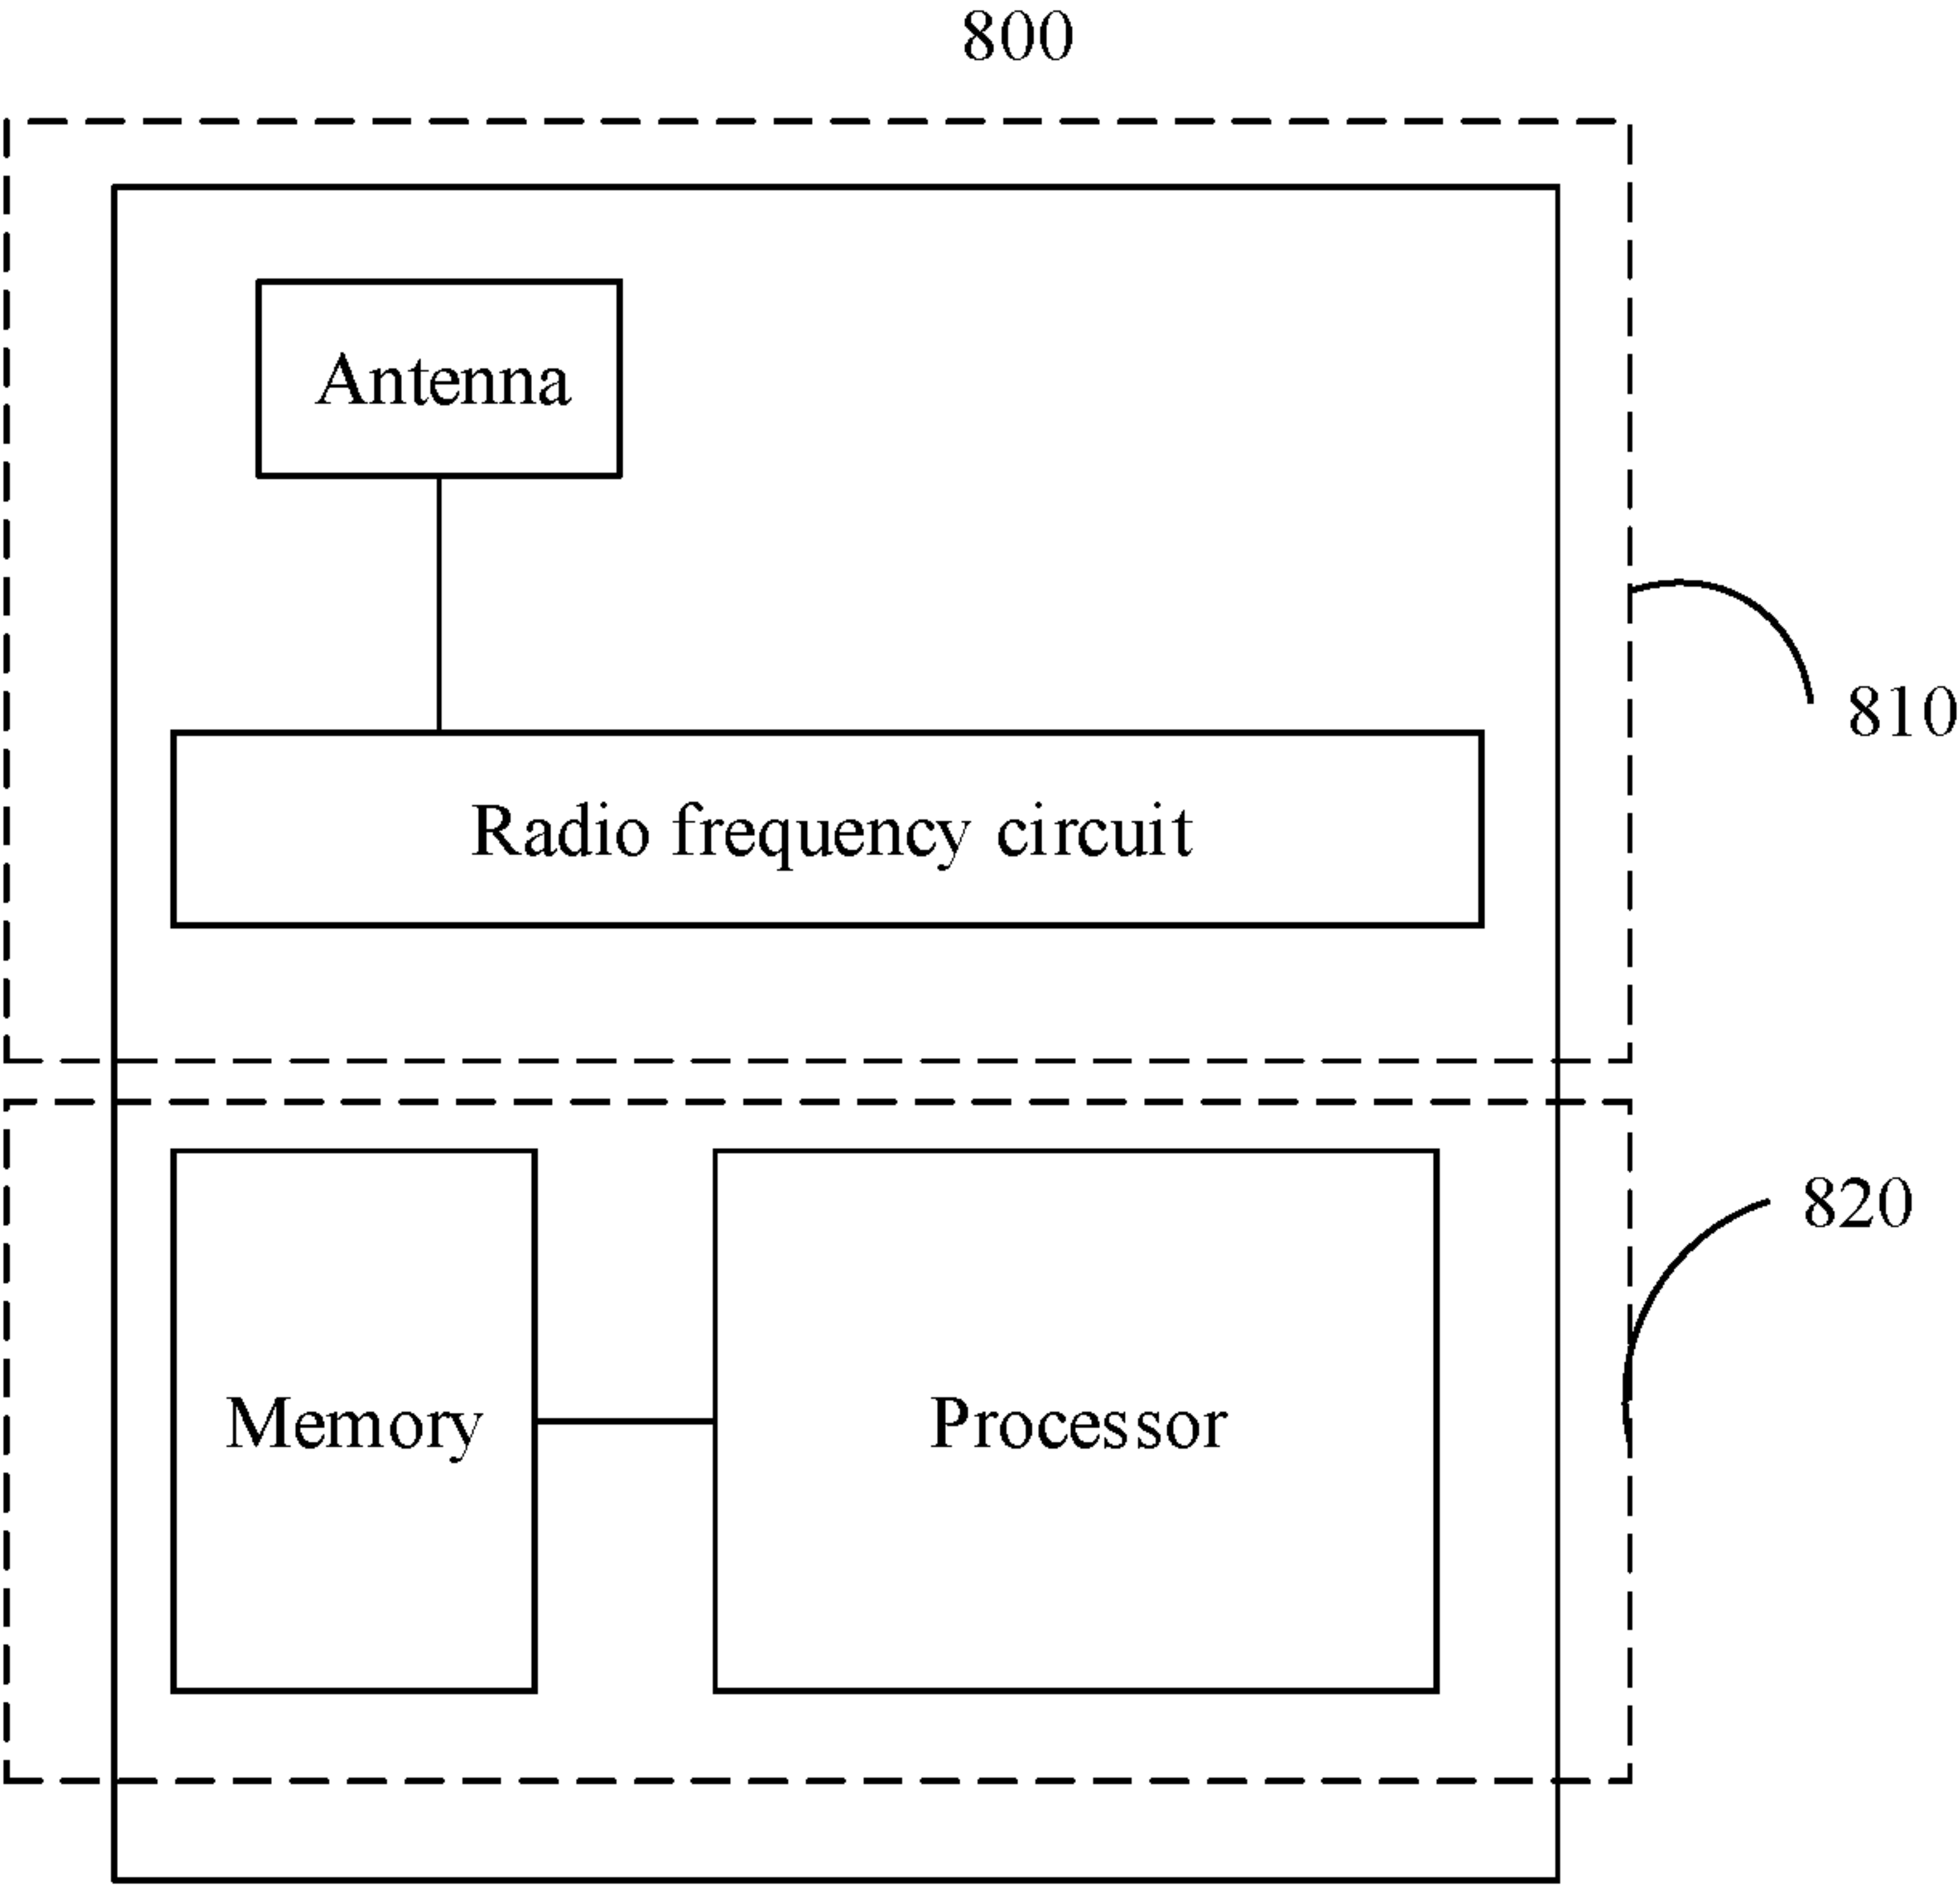 800
Antenna
810
Radio frequency circuit
820
Memory
Processor